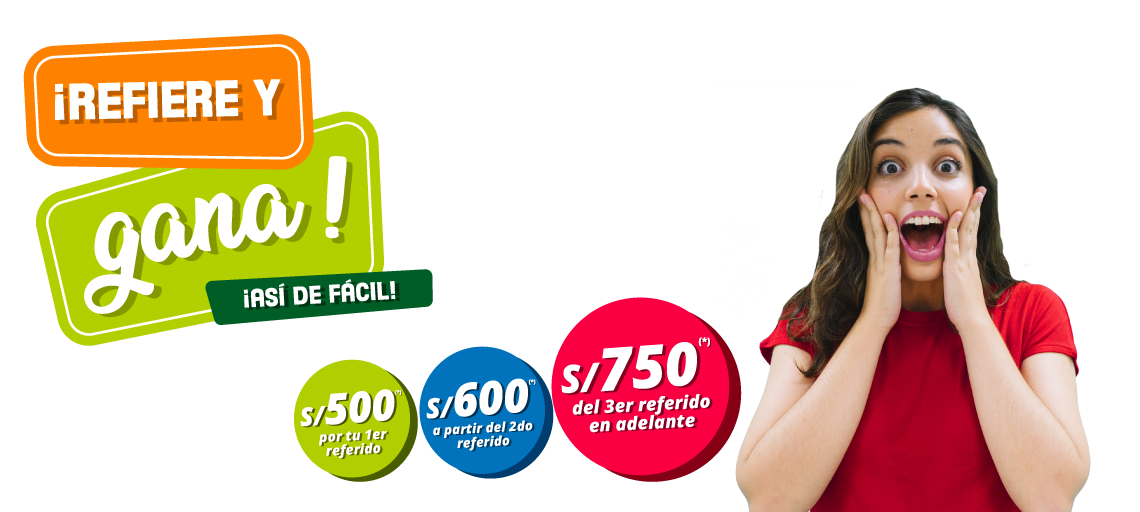 ¡REFIERE Y
gana!
¡ASÍ DE FÁCIL!
S/500(*)
por tu 1er
referido
S/600(*)
a partir del 2do
referido
S/750(*)
del 3er referido
en adelante